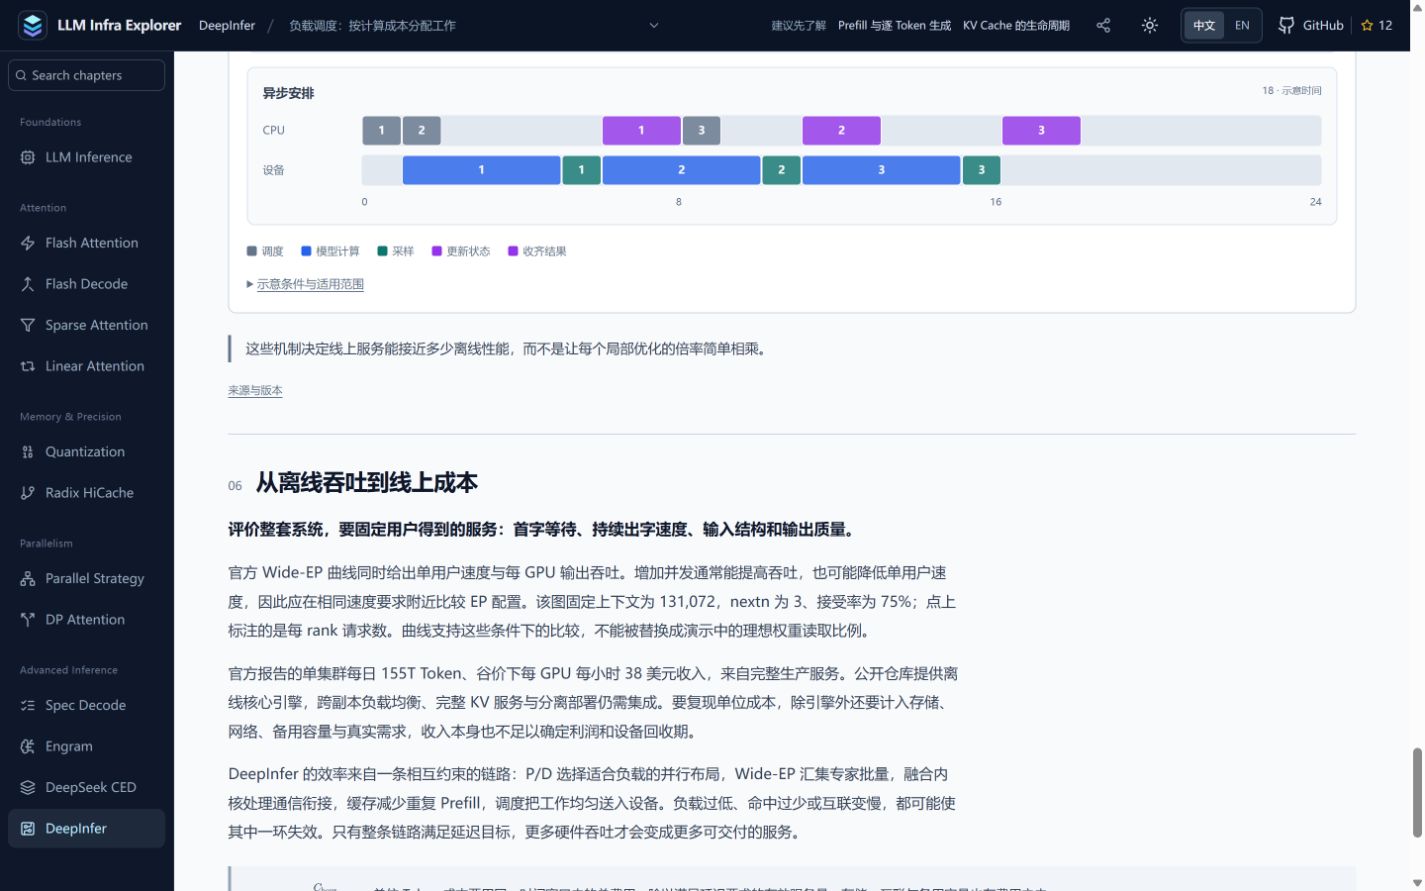 LLM Infra Explorer DeepInfer / 负载调度：按计算成本分配工作 建议先了解 Prefill 与逐 Token 生成 KV Cache 的生命周期 中文 EN GitHub 12
Search chapters
Foundations
LLM Inference
Attention
Flash Attention
Flash Decode
Sparse Attention
Linear Attention
Memory & Precision
Quantization
Radix HiCache
Parallelism
Parallel Strategy
DP Attention
Advanced Inference
Spec Decode
Engram
DeepSeek CED
DeepInfer
异步安排 18 · 示意时间
CPU 1 2 1 3 2 3
设备 1 1 2 2 3 3
0 8 16 24
调度 模型计算 采样 更新状态 收齐结果
示意条件与适用范围
这些机制决定线上服务能接近多少离线性能，而不是让每个局部优化的倍率简单相乘。
来源与版本
06 从离线吞吐到线上成本
评价整套系统，要固定用户得到的服务：首字等待、持续出字速度、输入结构和输出质量。
官方 Wide-EP 曲线同时给出单用户速度与每 GPU 输出吞吐。增加并发通常能提高吞吐，也可能降低单用户速
度，因此应在相同速度要求附近比较 EP 配置。该图固定上下文为 131,072，nextn 为 3、接受率为 75%；点上
标注的是每 rank 请求数。曲线支持这些条件下的比较，不能被替换成演示中的理想权重读取比例。
官方报告的单集群每日 155T Token、谷价下每 GPU 每小时 38 美元收入，来自完整生产服务。公开仓库提供离
线核心引擎，跨副本负载均衡、完整 KV 服务与分离部署仍需集成。要复现单位成本，除引擎外还要计入存储、
网络、备用容量与真实需求，收入本身也不足以确定利润和设备回收期。
DeepInfer 的效率来自一条相互约束的链路：P/D 选择适合负载的并行布局，Wide-EP 汇集专家批量，融合内
核处理通信衔接，缓存减少重复 Prefill，调度把工作均匀送入设备。负载过低、命中过少或互联变慢，都可能使
其中一环失效。只有整条链路满足延迟目标，更多硬件吞吐才会变成更多可交付的服务。